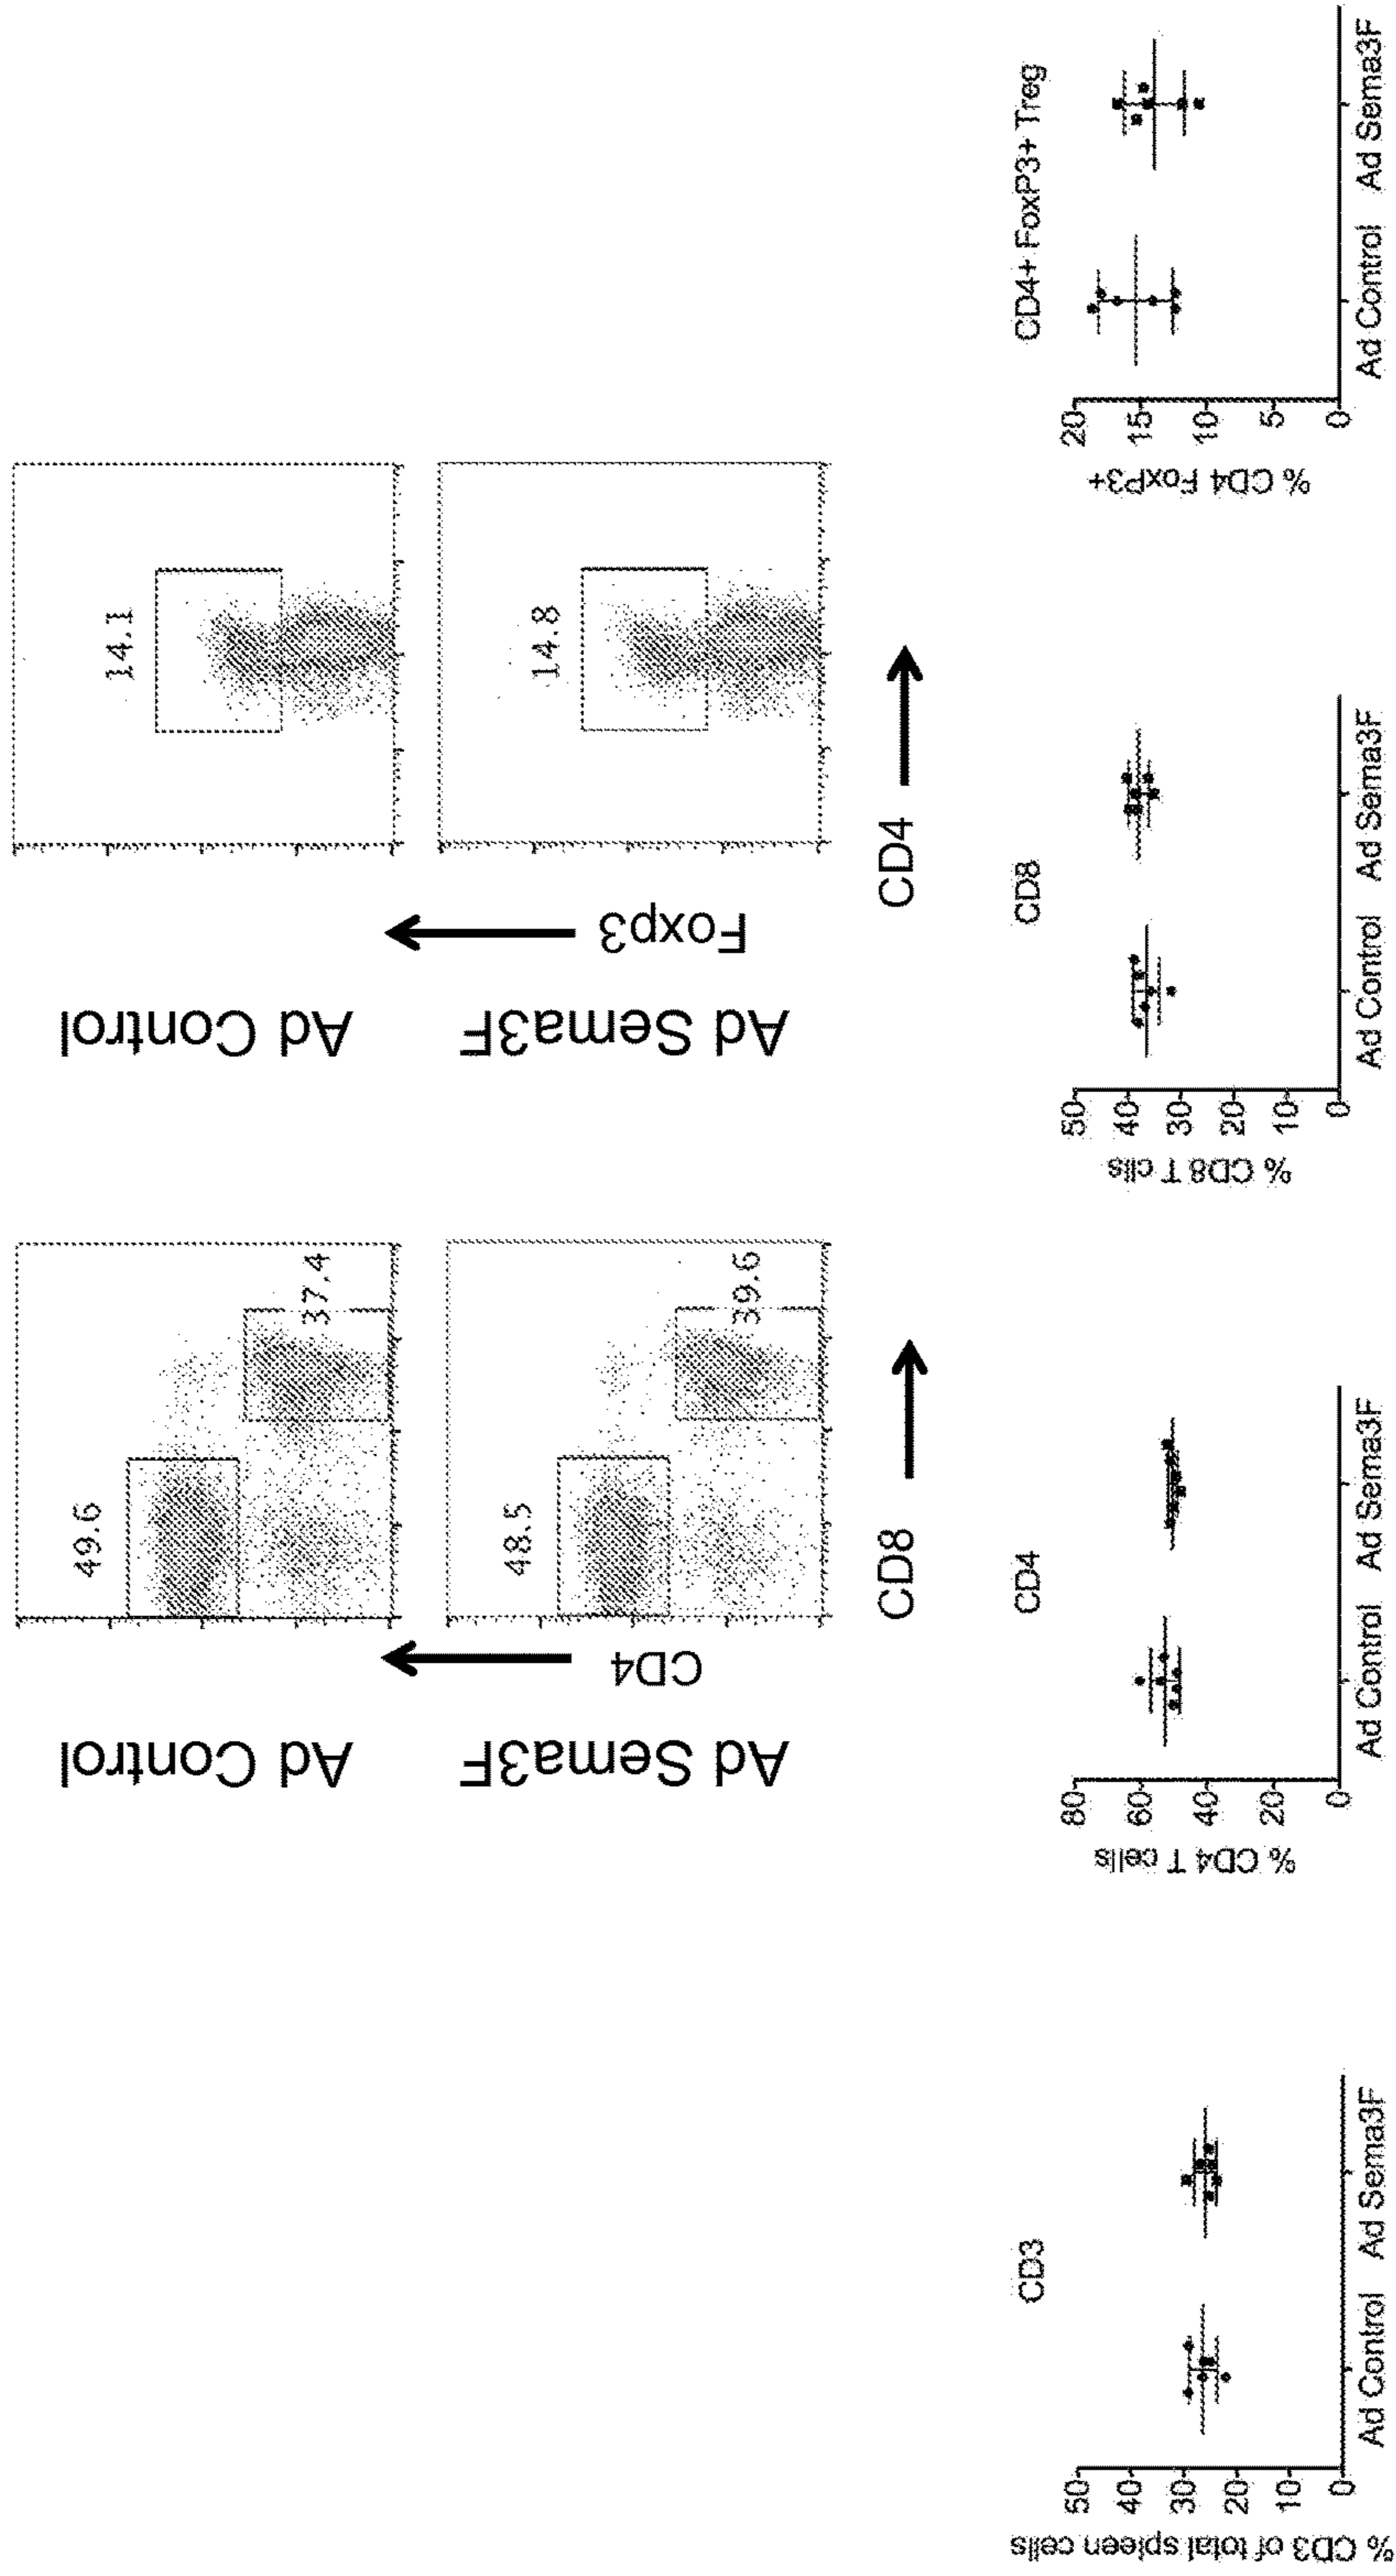 Ad Control
49.6
37.4
Ad Sema3F
CD4
48.5
39.6
CD8
Ad Control
14.1
Ad Sema3F
Foxp3
14.8
CD4
CD3
% CD3 of total spleen cells
50
40
30
20
10
0
Ad Control Ad Sema3F
CD4
% CD4 T cells
80
60
40
20
0
Ad Control Ad Sema3F
CD8
% CD8 T clls
50
40
30
20
10
0
Ad Control Ad Sema3F
CD4+ FoxP3+ Treg
% CD4 FoxP3+
20
15
10
5
0
Ad Control Ad Sema3F